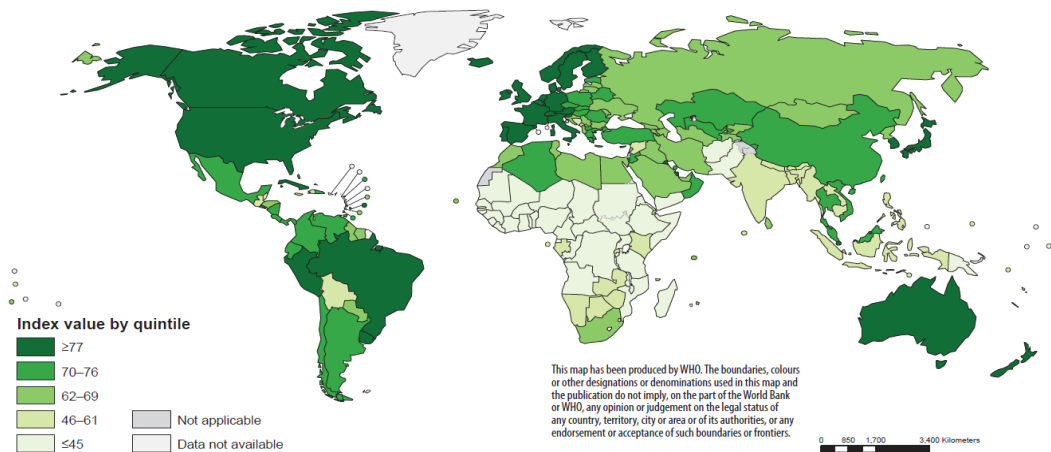 Index value by quintile
≥77
70–76
62–69
46–61
≤45
Not applicable
Data not available
This map has been produced by WHO. The boundaries, colours
or other designations or denominations used in this map and
the publication do not imply, on the part of the World Bank
or WHO, any opinion or judgement on the legal status of
any country, territory, city or area or of its authorities, or any
endorsement or acceptance of such boundaries or frontiers.
0 850 1,700 3,400 Kilometers